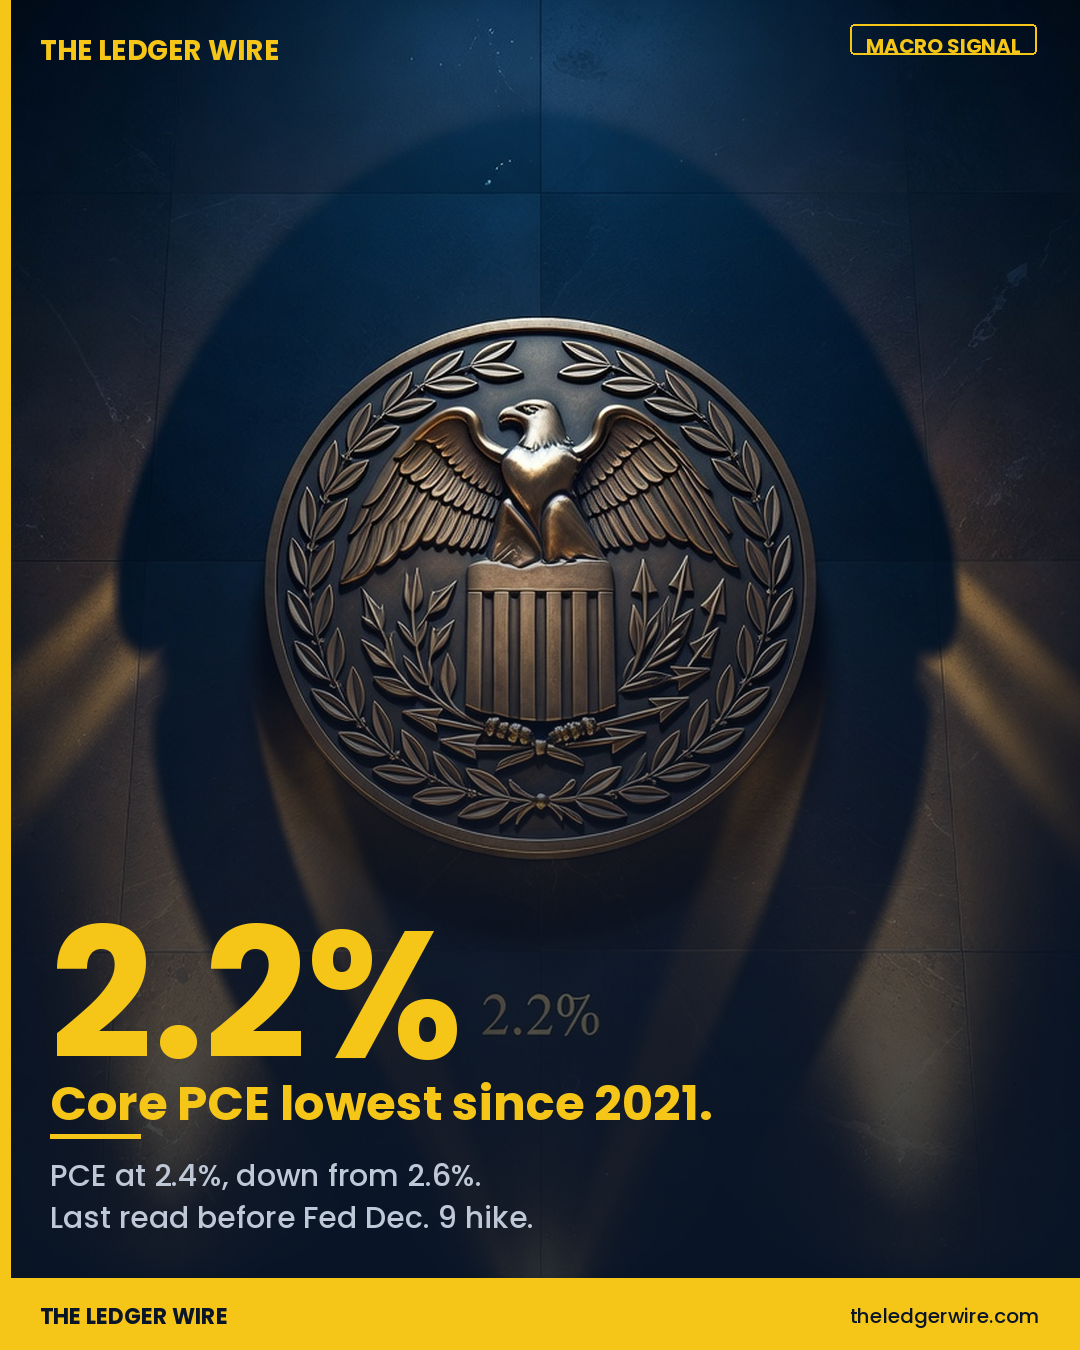 THE LEDGER WIRE
MACRO SIGNAL
2.2%
2.2%
Core PCE lowest since 2021.
PCE at 2.4%, down from 2.6%.
Last read before Fed Dec. 9 hike.
THE LEDGER WIRE
theledgerwire.com